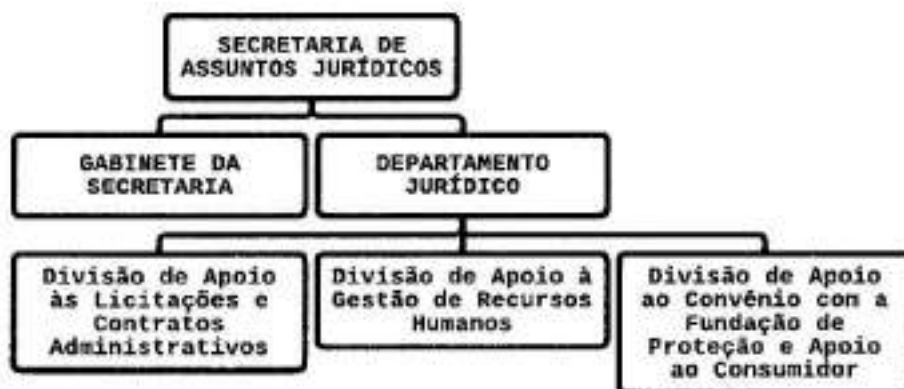 SECRETARIA DE
ASSUNTOS JURÍDICOS
GABINETE DA
SECRETARIA
DEPARTAMENTO
JURÍDICO
Divisão de Apoio
às Licitações e
Contratos
Administrativos
Divisão de Apoio à
Gestão de Recursos
Humanos
Divisão de Apoio
ao Convênio com a
Fundação de
Proteção e Apoio
ao Consumidor